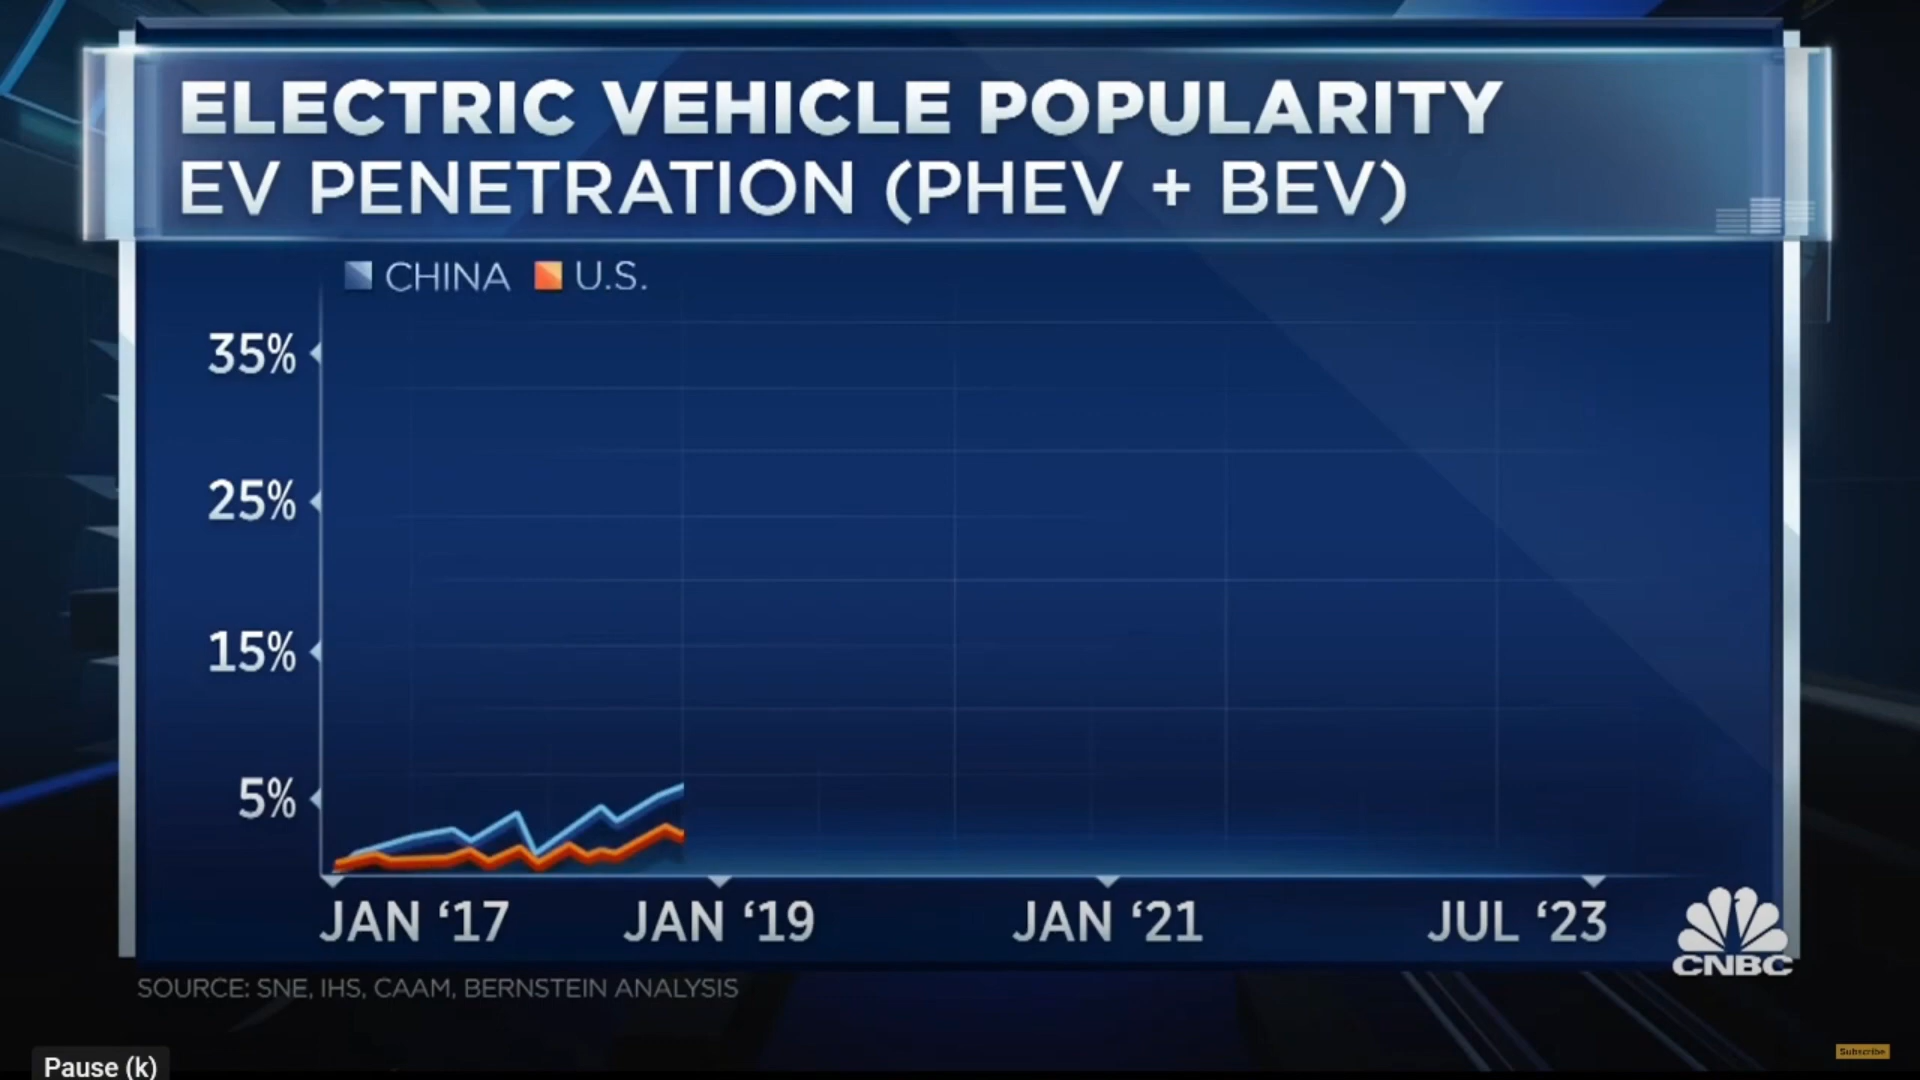 ELECTRIC VEHICLE POPULARITY
EV PENETRATION (PHEV + BEV)
CHINA U.S.
35%
25%
15%
5%
JAN ‘17 JAN ‘19 JAN ‘21 JUL ‘23
CNBC
SOURCE: SNE, IHS, CAAM, BERNSTEIN ANALYSIS
Subscribe
Pause (k)